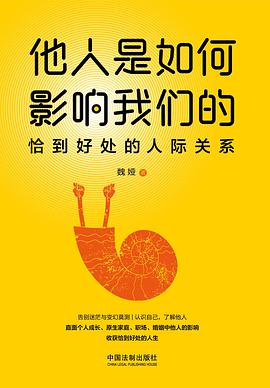 他人是如何
影响我们的
恰到好处的人际关系
魏娅 著
告别迷茫与变幻莫测|认识自己，了解他人
直面个人成长、原生家庭、职场、婚姻中他人的影响
收获恰到好处的人生
中国法制出版社
CHINA LEGAL PUBLISHING HOUSE